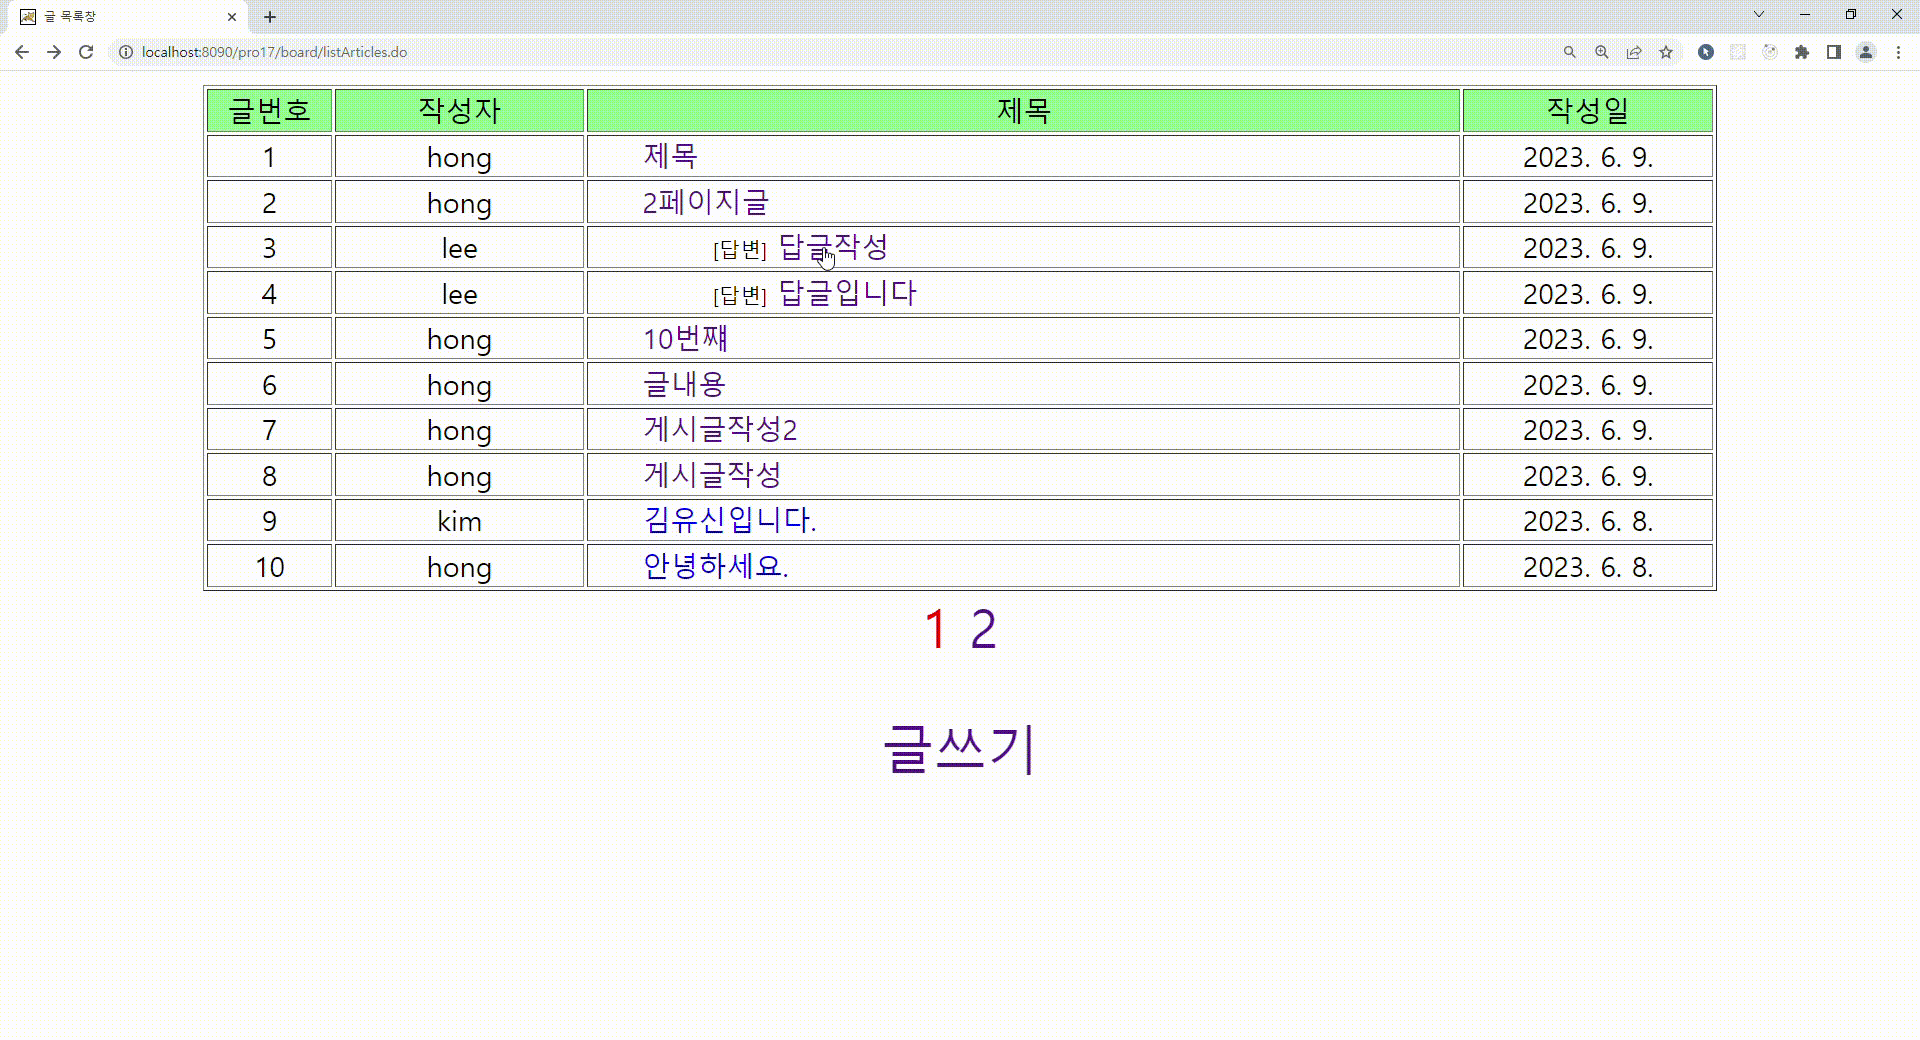 글 목록창
localhost:8090/pro17/board/listArticles.do
글번호 작성자 제목 작성일
1 hong 제목 2023. 6. 9.
2 hong 2페이지글 2023. 6. 9.
3 lee [답변] 답글작성 2023. 6. 9.
4 lee [답변] 답글입니다 2023. 6. 9.
5 hong 10번쨰 2023. 6. 9.
6 hong 글내용 2023. 6. 9.
7 hong 게시글작성2 2023. 6. 9.
8 hong 게시글작성 2023. 6. 9.
9 kim 김유신입니다. 2023. 6. 8.
10 hong 안녕하세요. 2023. 6. 8.
1 2
글쓰기